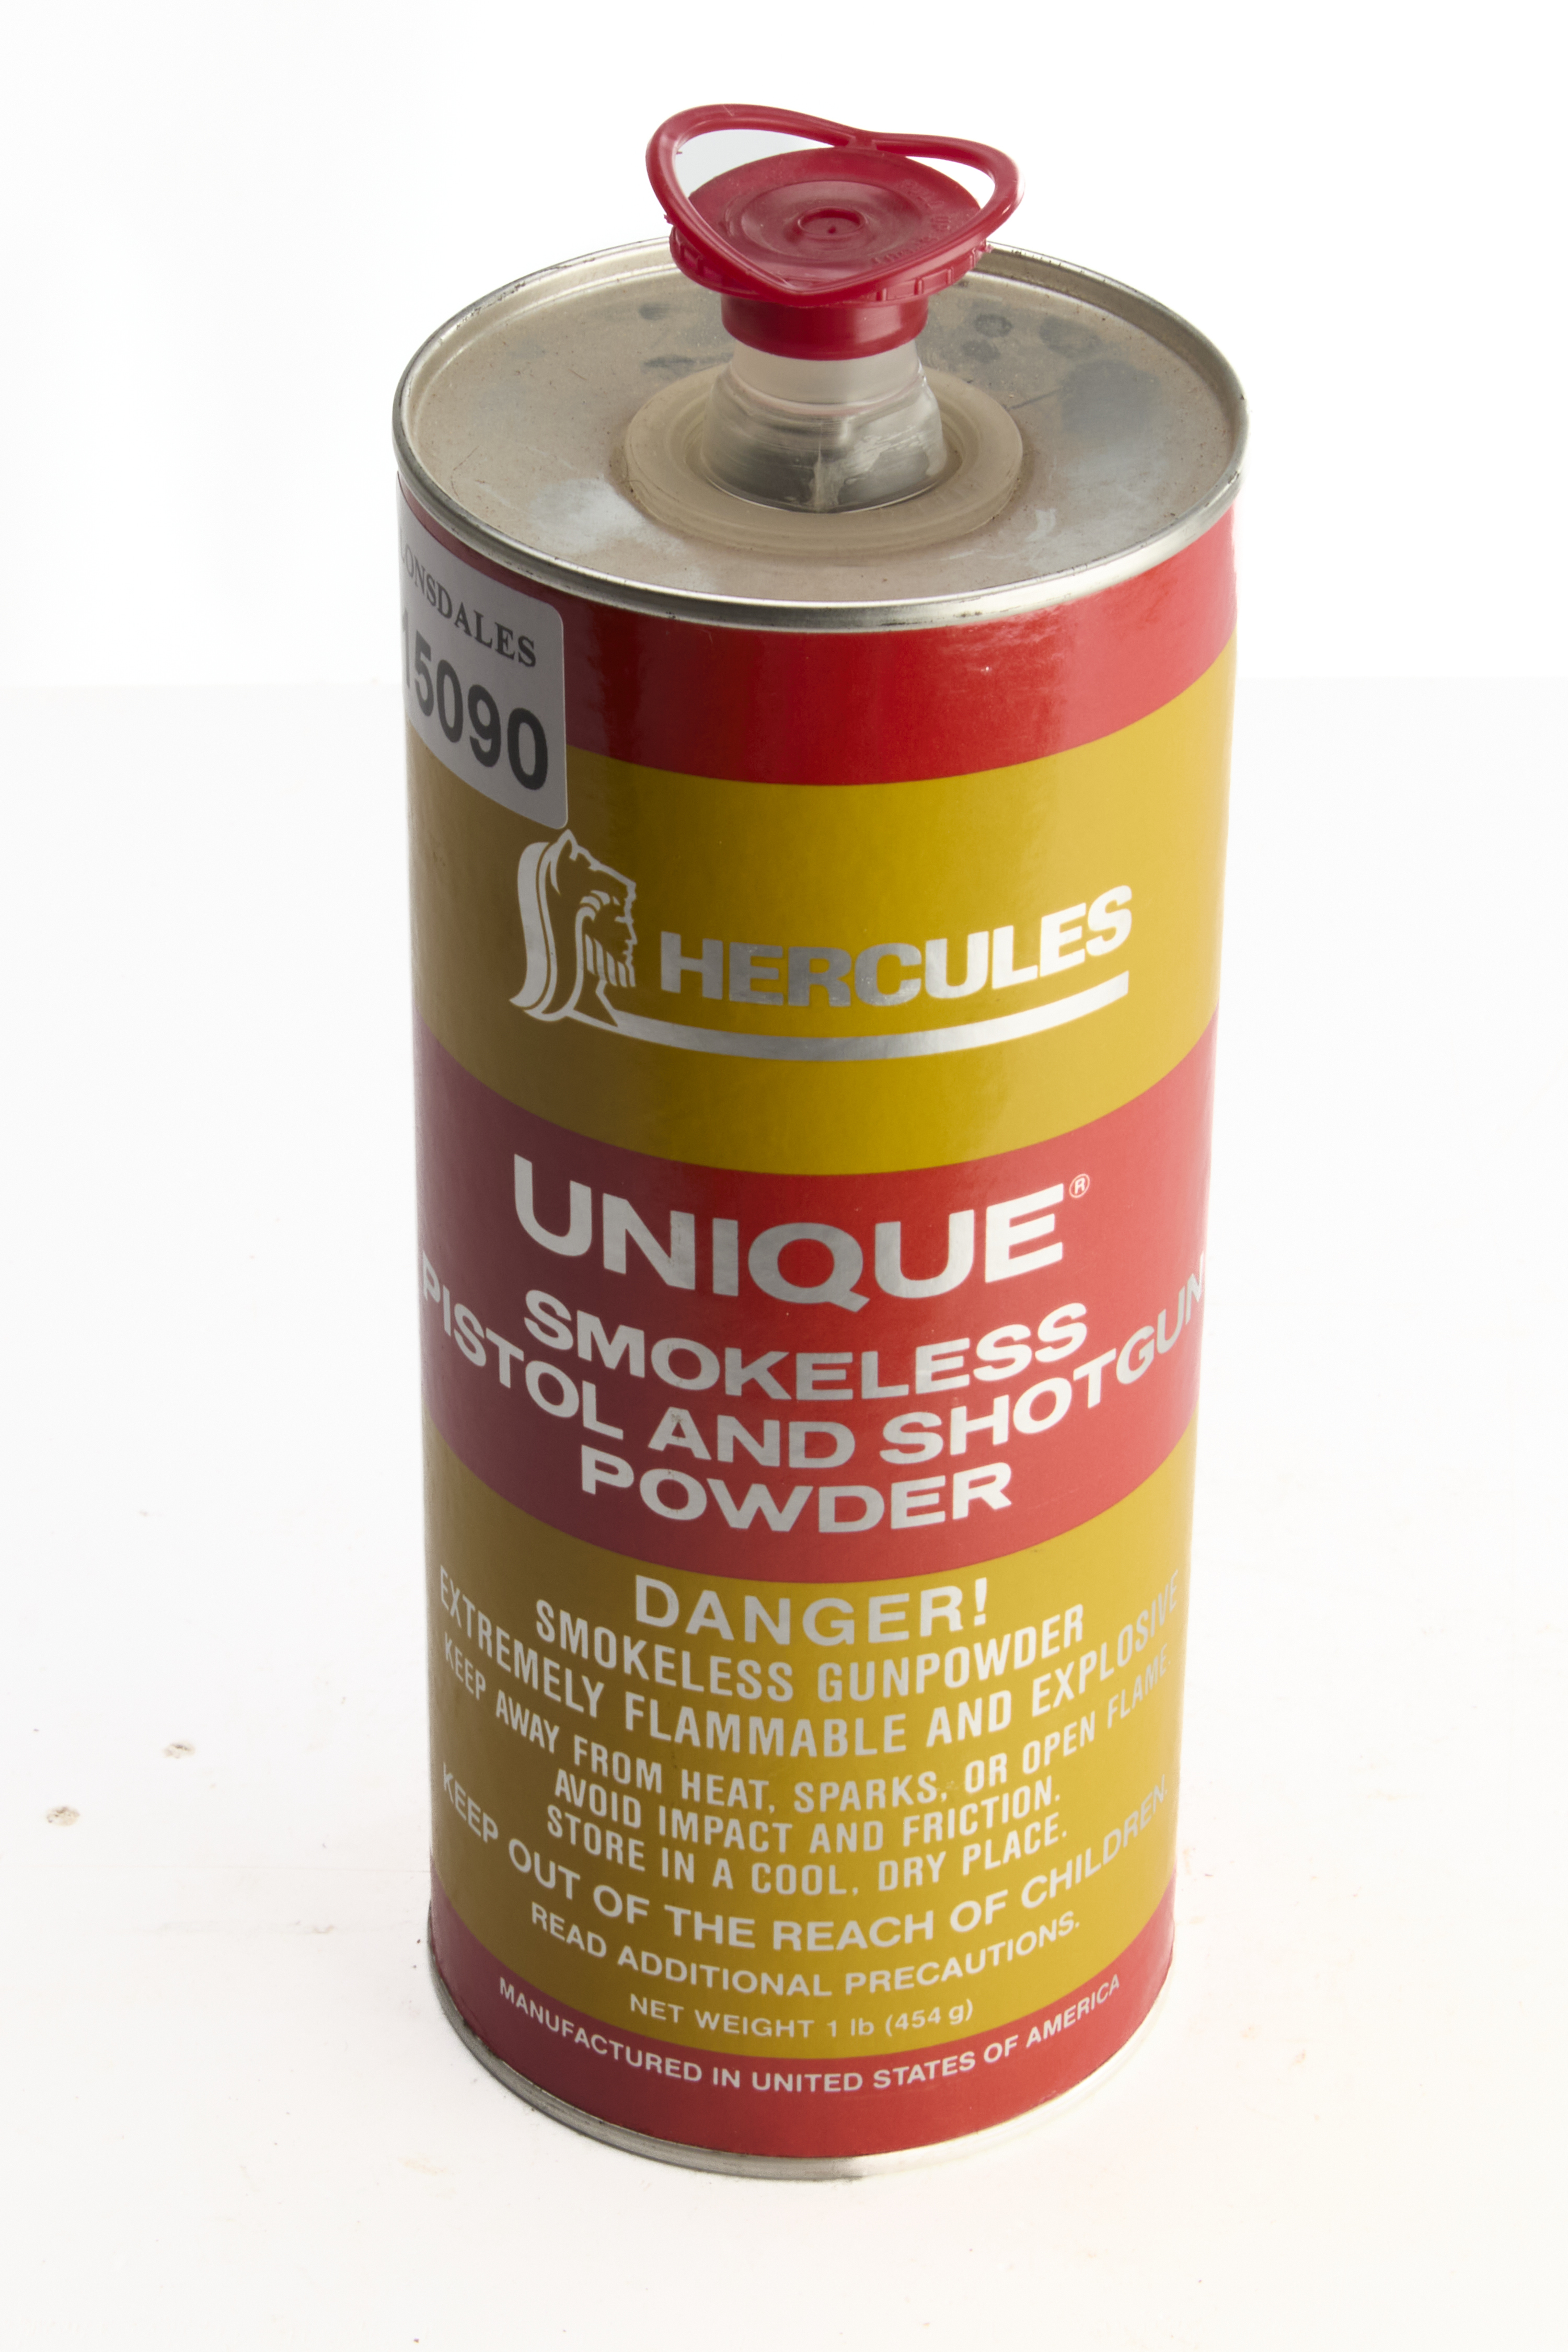 LONSDALES
15090
HERCULES
UNIQUE®
SMOKELESS
PISTOL AND SHOTGUN
POWDER
DANGER!
SMOKELESS GUNPOWDER
EXTREMELY FLAMMABLE AND EXPLOSIVE
KEEP AWAY FROM HEAT, SPARKS, OR OPEN FLAME.
AVOID IMPACT AND FRICTION.
STORE IN A COOL, DRY PLACE.
KEEP OUT OF THE REACH OF CHILDREN.
READ ADDITIONAL PRECAUTIONS.
NET WEIGHT 1 lb (454 g)
MANUFACTURED IN UNITED STATES OF AMERICA